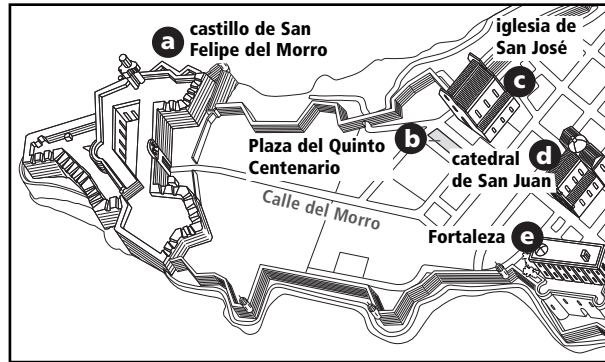 a castillo de San
Felipe del Morro
iglesia de
San José
c
Plaza del Quinto
Centenario
b
catedral
de San Juan
d
Calle del Morro
Fortaleza e